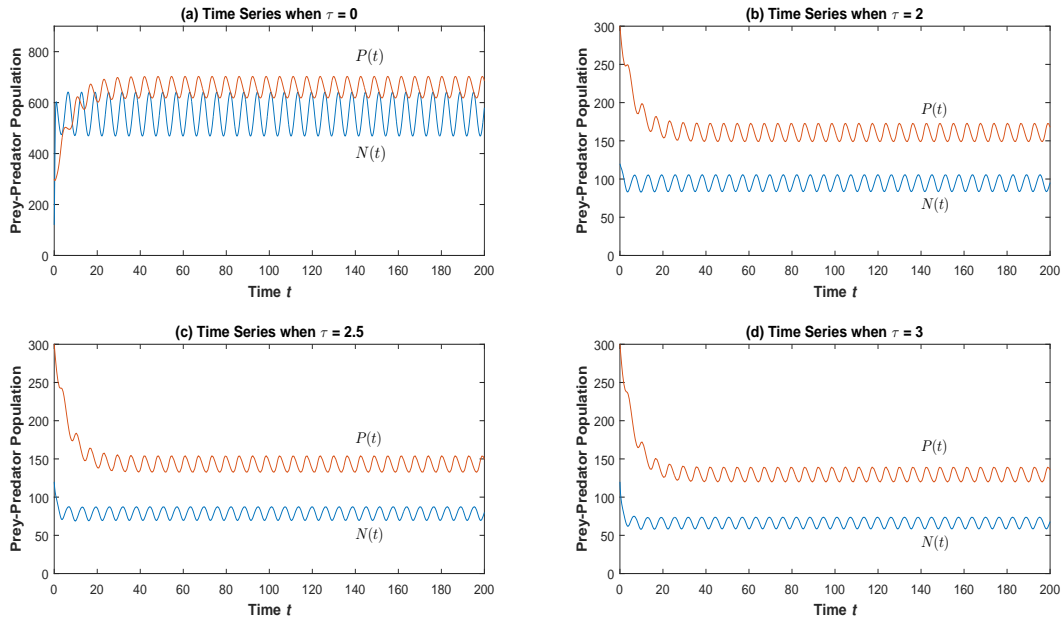 (a) Time Series when τ = 0
Prey-Predator Population
800
600
400
200
0
P(t)
N(t)
0 20 40 60 80 100 120 140 160 180 200
Time t
(b) Time Series when τ = 2
Prey-Predator Population
300
250
200
150
100
50
0
P(t)
N(t)
0 20 40 60 80 100 120 140 160 180 200
Time t
(c) Time Series when τ = 2.5
Prey-Predator Population
300
250
200
150
100
50
0
P(t)
N(t)
0 20 40 60 80 100 120 140 160 180 200
Time t
(d) Time Series when τ = 3
Prey-Predator Population
300
250
200
150
100
50
0
P(t)
N(t)
0 20 40 60 80 100 120 140 160 180 200
Time t